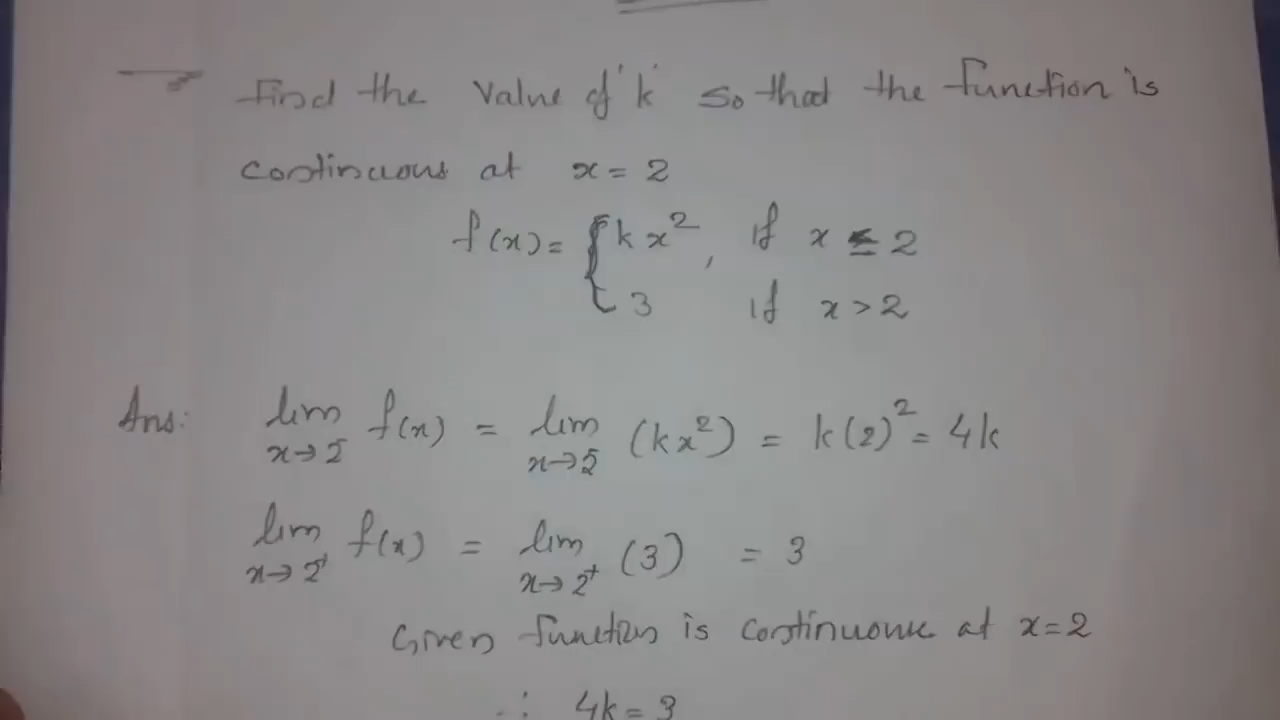 Find the value of 'k' so that the function is
continuous at x = 2
f(x) = { kx², if x ≤ 2
3 if x > 2
Ans: lim x→2⁻ f(x) = lim x→2⁻ (kx²) = k(2)² = 4k
lim x→2⁺ f(x) = lim x→2⁺ (3) = 3
Given function is continuous at x=2
∴ 4k = 3